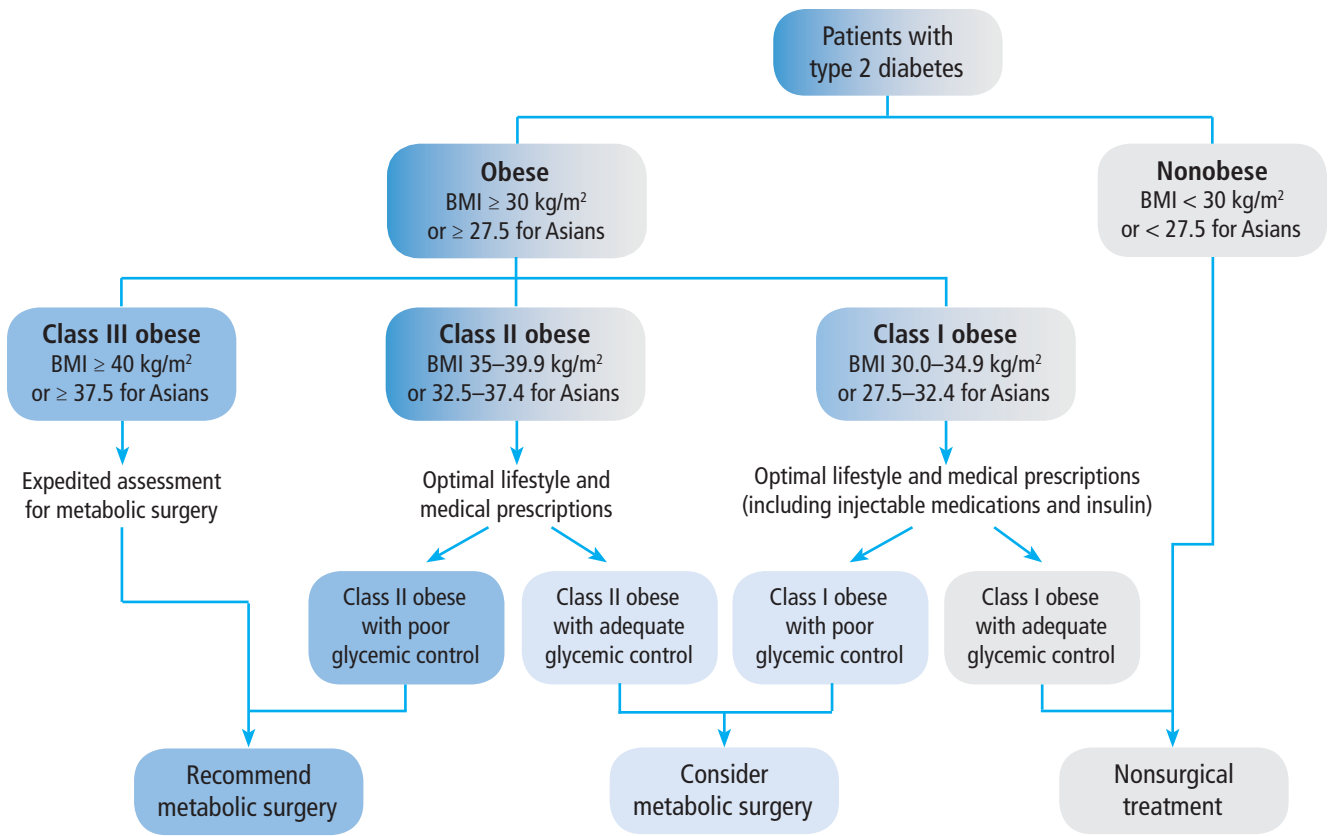 Patients with
type 2 diabetes
Obese
BMI ≥ 30 kg/m²
or ≥ 27.5 for Asians
Nonobese
BMI < 30 kg/m²
or < 27.5 for Asians
Class III obese
BMI ≥ 40 kg/m²
or ≥ 37.5 for Asians
Class II obese
BMI 35–39.9 kg/m²
or 32.5–37.4 for Asians
Class I obese
BMI 30.0–34.9 kg/m²
or 27.5–32.4 for Asians
Expedited assessment
for metabolic surgery
Optimal lifestyle and
medical prescriptions
Optimal lifestyle and medical prescriptions
(including injectable medications and insulin)
Class II obese
with poor
glycemic control
Class II obese
with adequate
glycemic control
Class I obese
with poor
glycemic control
Class I obese
with adequate
glycemic control
Recommend
metabolic surgery
Consider
metabolic surgery
Nonsurgical
treatment